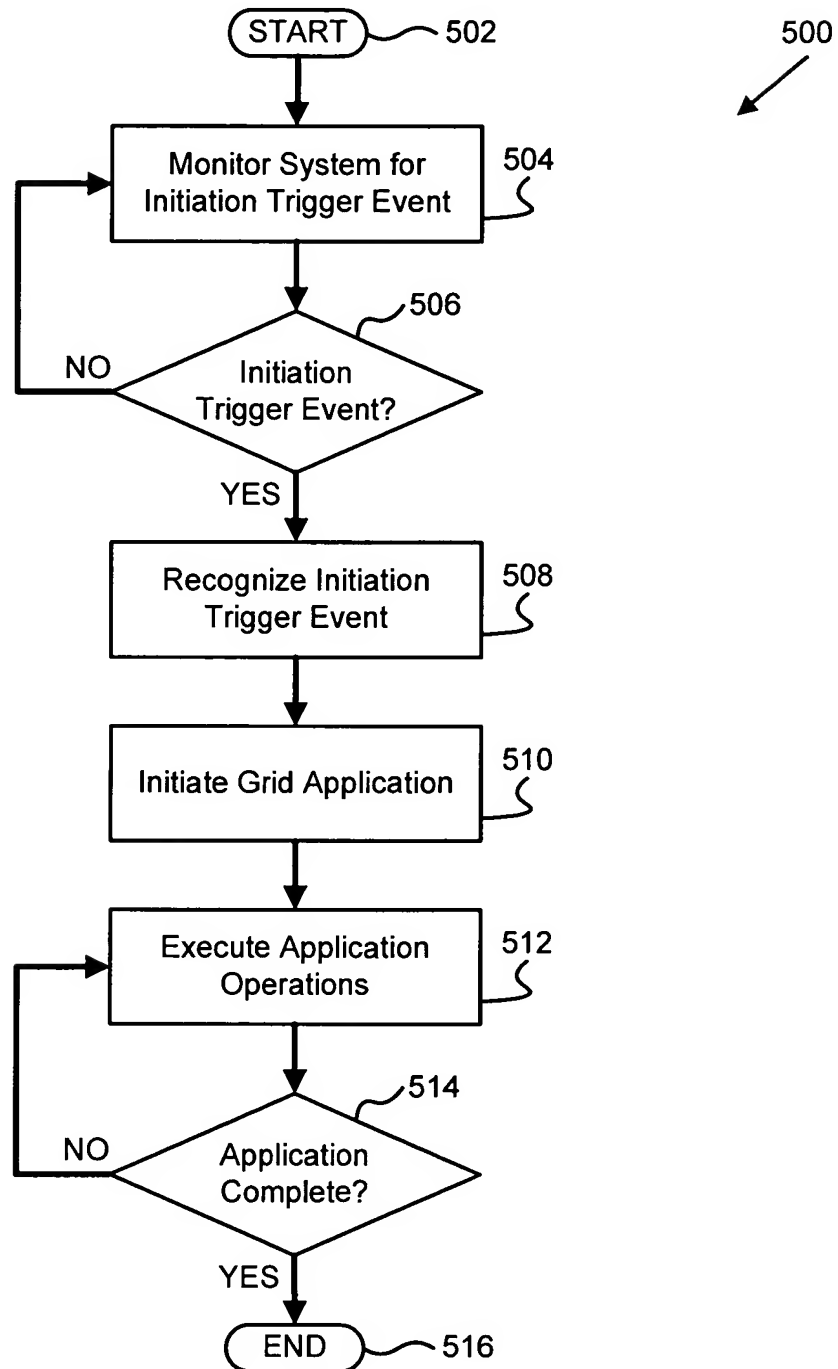 START
502
500
Monitor System for
Initiation Trigger Event
504
506
NO
Initiation
Trigger Event?
YES
Recognize Initiation
Trigger Event
508
Initiate Grid Application
510
Execute Application
Operations
512
514
NO
Application
Complete?
YES
END
516